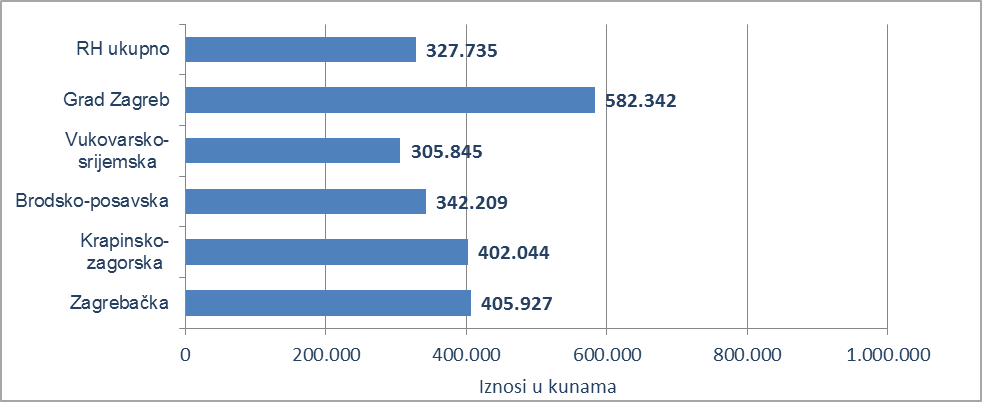 RH ukupno
327.735
Grad Zagreb
582.342
Vukovarsko-
srijemska
305.845
Brodsko-posavska
342.209
Krapinsko-
zagorska
402.044
Zagrebačka
405.927
0
200.000
400.000
600.000
800.000
1.000.000
Iznosi u kunama